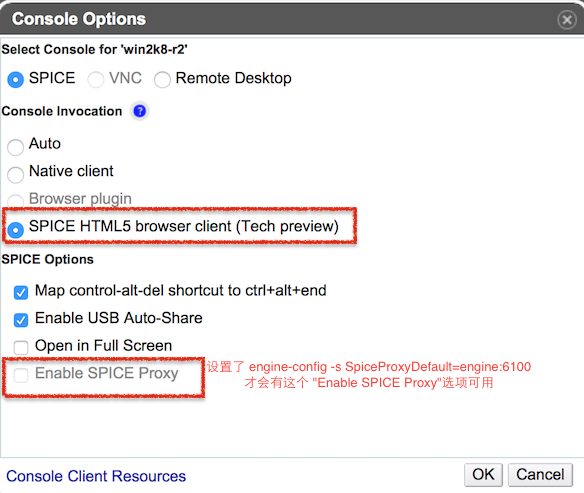 Console Options
Select Console for 'win2k8-r2'
SPICE VNC Remote Desktop
Console Invocation ?
Auto
Native client
Browser plugin
SPICE HTML5 browser client (Tech preview)
SPICE Options
Map control-alt-del shortcut to ctrl+alt+end
Enable USB Auto-Share
Open in Full Screen
Enable SPICE Proxy
设置了 engine-config -s SpiceProxyDefault=engine:6100
才会有这个 "Enable SPICE Proxy"选项可用
Console Client Resources
OK Cancel